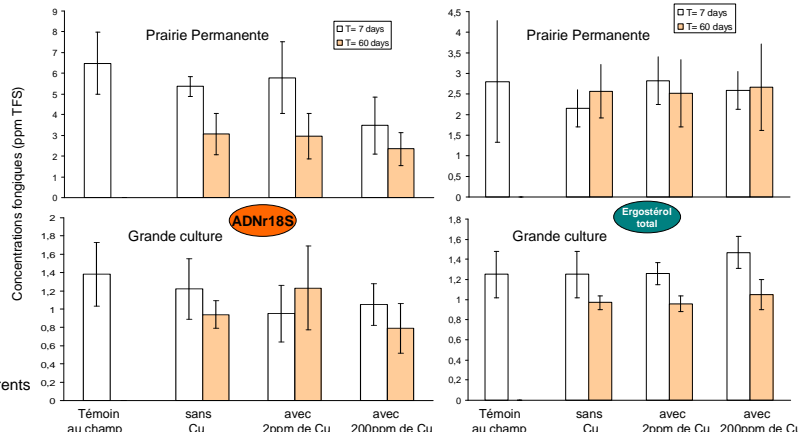 Concentrations fongiques (ppm TFS)
9
8
7
6
5
4
3
2
1
0
Prairie Permanente
T= 7 days
T= 60 days
4,5
4
3,5
3
2,5
2
1,5
1
0,5
0
Prairie Permanente
T= 7 days
T= 60 days
2
1,8
1,6
1,4
1,2
1
0,8
0,6
0,4
0,2
0
ADNr18S
Grande culture
1,8
1,6
1,4
1,2
1
0,8
0,6
0,4
0,2
0
Ergostérol
total
Grande culture
rents
Témoin
au champ
sans
Cu
avec
2ppm de Cu
avec
200ppm de Cu
Témoin
au champ
sans
Cu
avec
2ppm de Cu
avec
200ppm de Cu